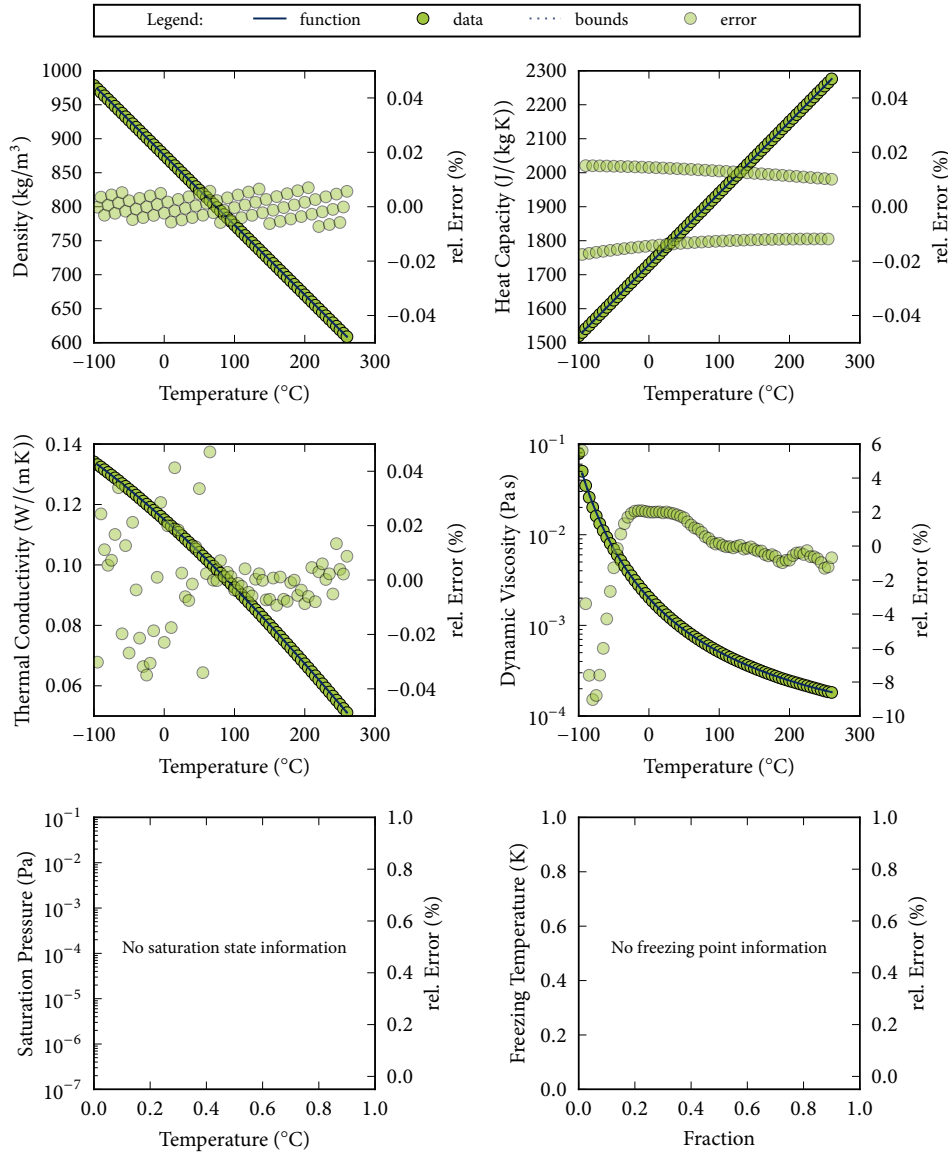 Legend: function data bounds error
1000
950
900
850
800
750
700
650
600
Density (kg/m³)
0.04
0.02
0.00
−0.02
−0.04
rel. Error (%)
−100 0 100 200 300
Temperature (°C)
2300
2200
2100
2000
1900
1800
1700
1600
1500
Heat Capacity (J/(kg K))
0.04
0.02
0.00
−0.02
−0.04
rel. Error (%)
−100 0 100 200 300
Temperature (°C)
0.14
0.12
0.10
0.08
0.06
Thermal Conductivity (W/(m K))
0.04
0.02
0.00
−0.02
−0.04
rel. Error (%)
−100 0 100 200 300
Temperature (°C)
10⁻¹
10⁻²
10⁻³
10⁻⁴
Dynamic Viscosity (Pa s)
6
4
2
0
−2
−4
−6
−8
−10
rel. Error (%)
−100 0 100 200 300
Temperature (°C)
10⁻¹
10⁻²
10⁻³
10⁻⁴
10⁻⁵
10⁻⁶
10⁻⁷
Saturation Pressure (Pa)
No saturation state information
1.0
0.8
0.6
0.4
0.2
0.0
rel. Error (%)
0.0 0.2 0.4 0.6 0.8 1.0
Temperature (°C)
1.0
0.8
0.6
0.4
0.2
0.0
Freezing Temperature (K)
No freezing point information
1.0
0.8
0.6
0.4
0.2
0.0
rel. Error (%)
0.0 0.2 0.4 0.6 0.8 1.0
Fraction